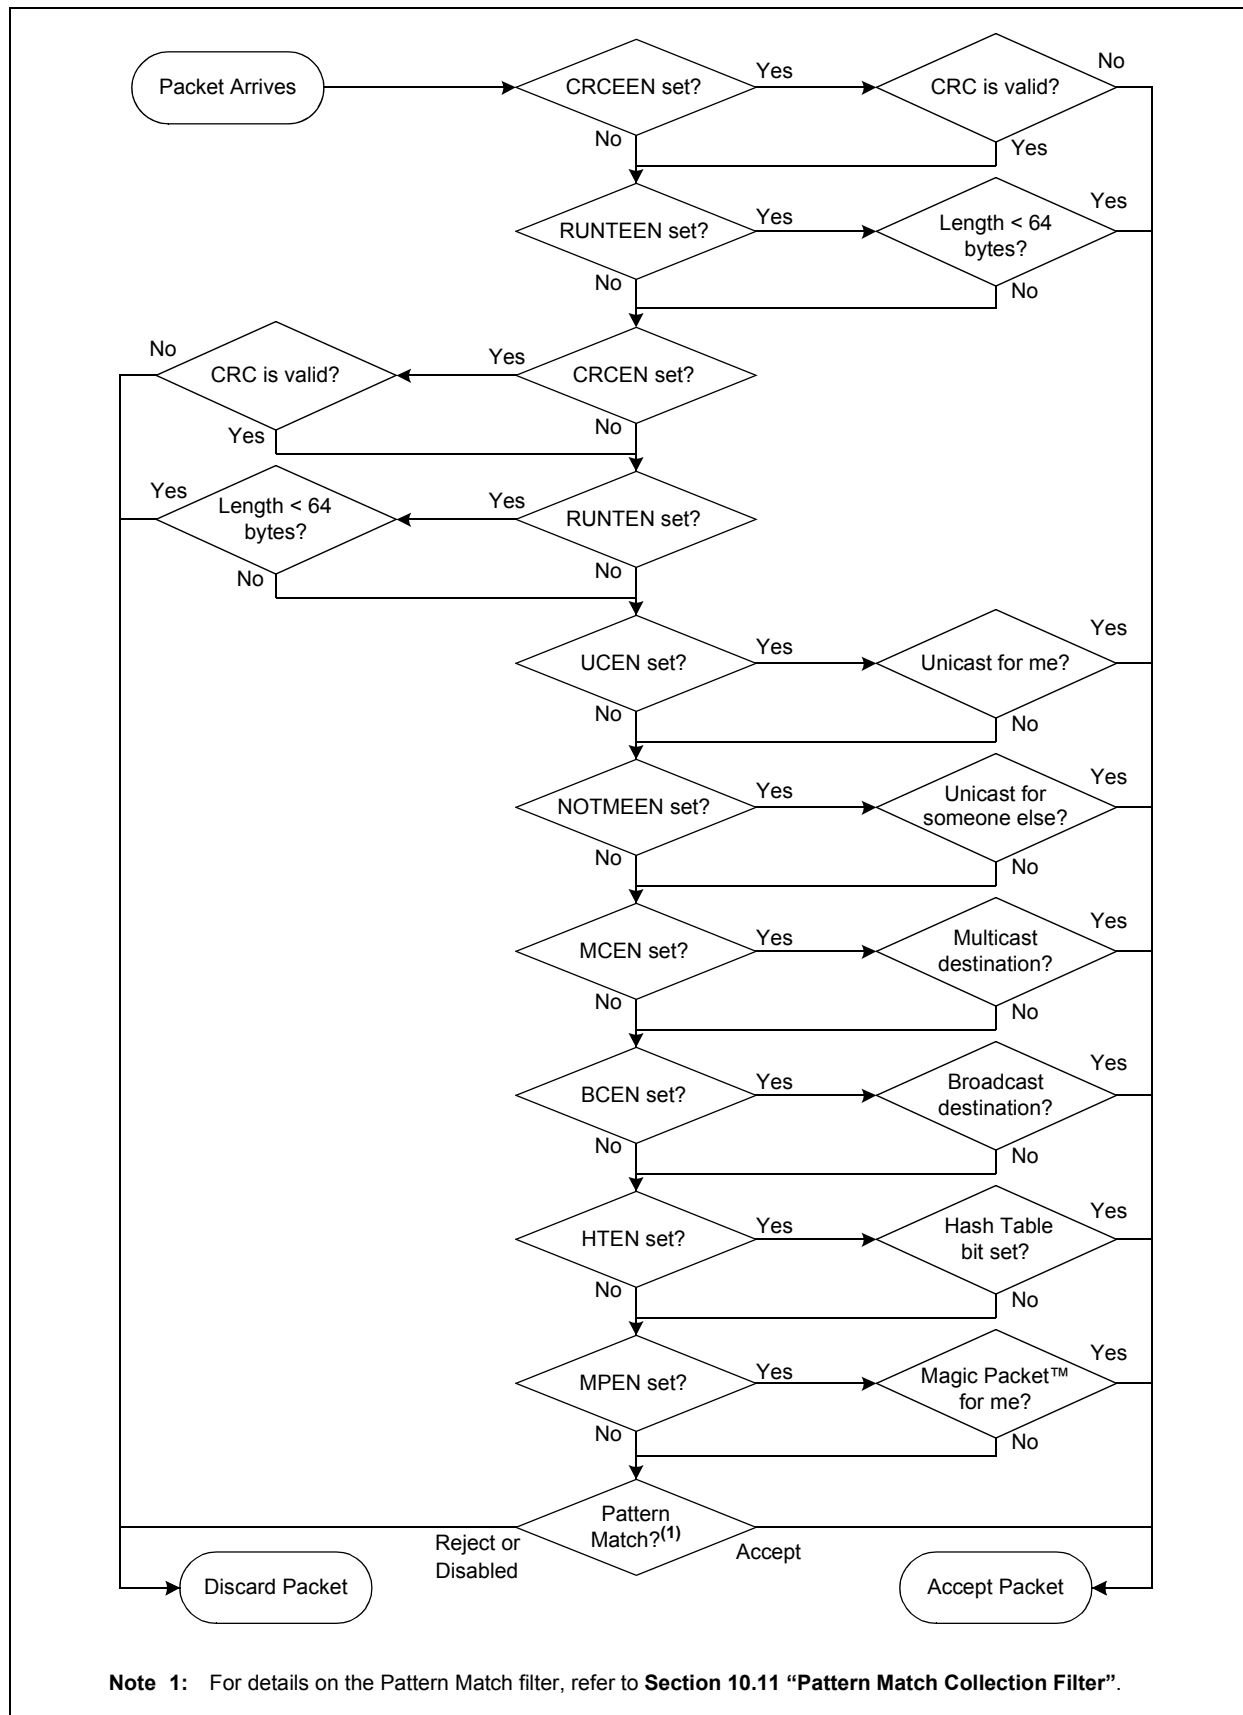 Packet Arrives
CRCEEN set?
Yes
CRC is valid?
No
No
Yes
RUNTEEN set?
Yes
Length < 64
bytes?
Yes
No
No
No
CRC is valid?
Yes
CRCEN set?
Yes
No
Yes
Length < 64
bytes?
Yes
RUNTEN set?
No
No
UCEN set?
Yes
Unicast for me?
Yes
No
No
NOTMEEN set?
Yes
Unicast for
someone else?
Yes
No
No
MCEN set?
Yes
Multicast
destination?
Yes
No
No
BCEN set?
Yes
Broadcast
destination?
Yes
No
No
HTEN set?
Yes
Hash Table
bit set?
Yes
No
No
MPEN set?
Yes
Magic Packet™
for me?
Yes
No
No
Pattern
Match?(1)
Reject or
Disabled
Accept
Discard Packet
Accept Packet
Note 1: For details on the Pattern Match filter, refer to Section 10.11 “Pattern Match Collection Filter”.